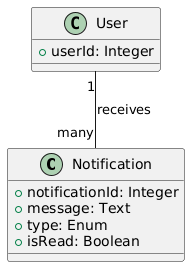 C User
+ userId: Integer
1
receives
many
C Notification
+ notificationId: Integer
+ message: Text
+ type: Enum
+ isRead: Boolean